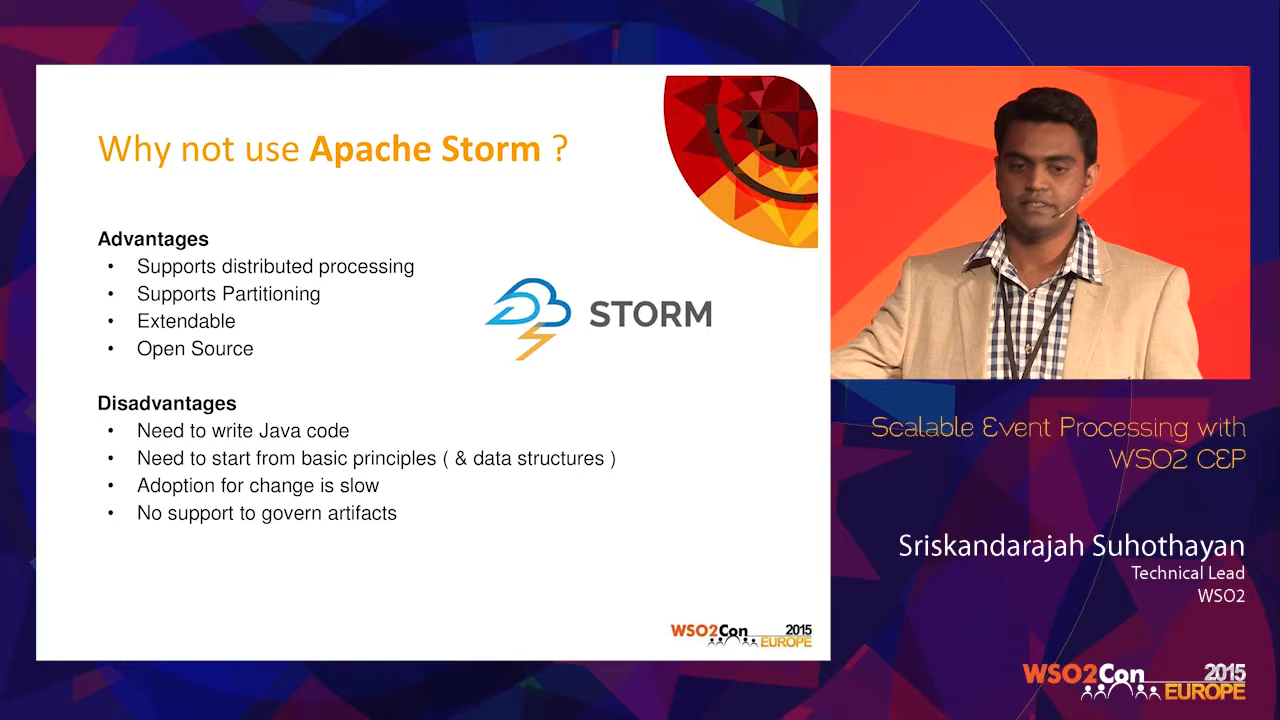 Why not use Apache Storm ?
Advantages
• Supports distributed processing
• Supports Partitioning
• Extendable
• Open Source
STORM
Disadvantages
• Need to write Java code
• Need to start from basic principles ( & data structures )
• Adoption for change is slow
• No support to govern artifacts
WSO2Con 2015
EUROPE
Scalable Event Processing with
WSO2 CEP
Sriskandarajah Suhothayan
Technical Lead
WSO2
WSO2Con 2015
EUROPE